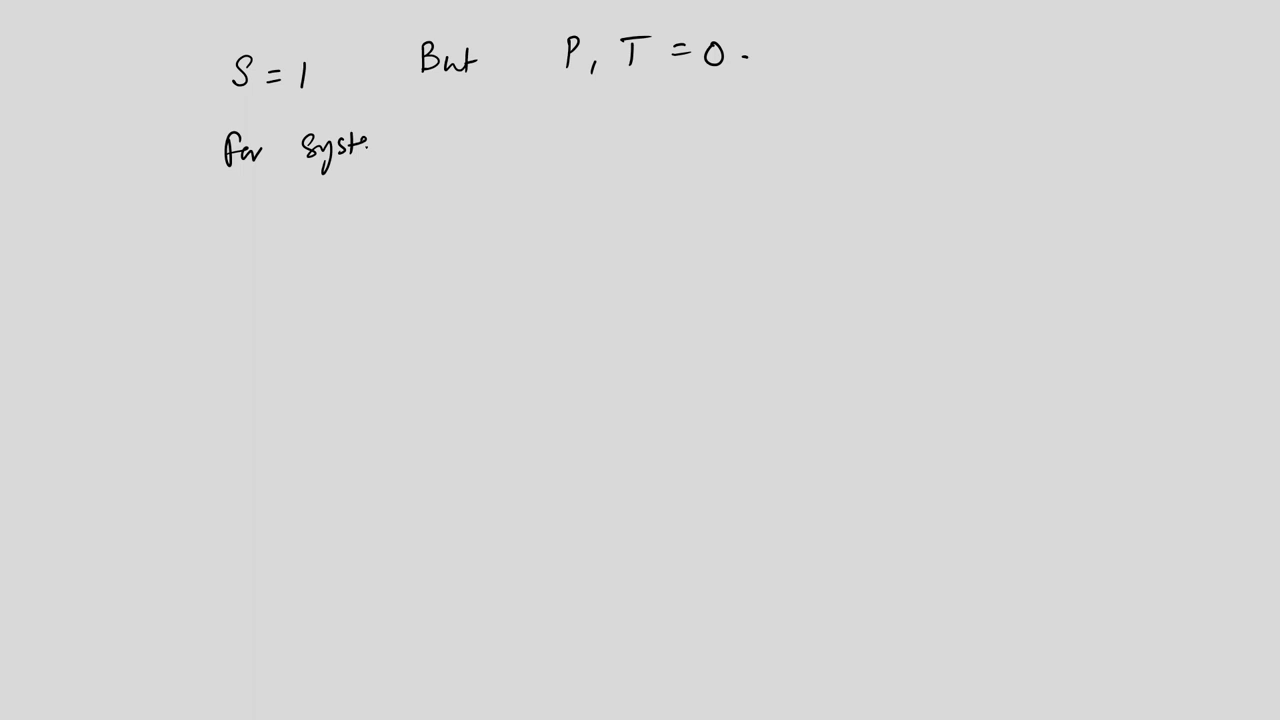 S = 1 But P, T = 0.
for syste.